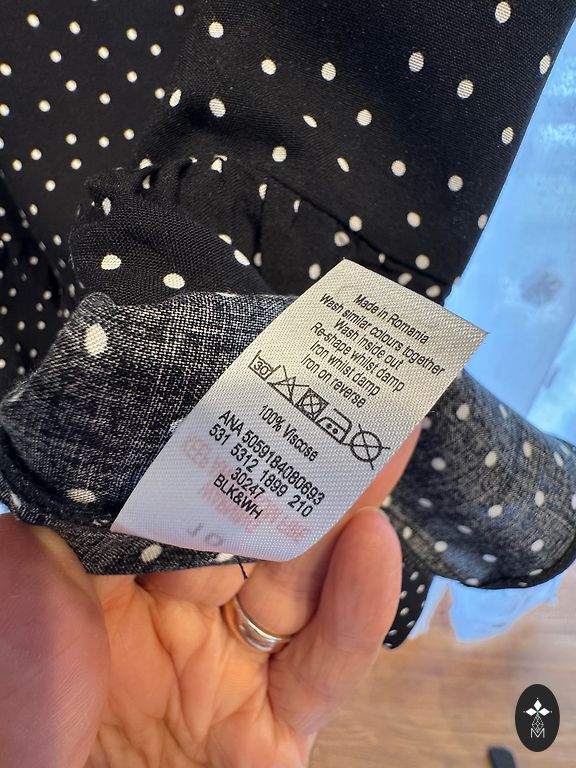 Made in Romania
Wash similar colours together
Wash inside out
Re-shape whilst damp
Iron whilst damp
Iron on reverse
30
100% Viscose
ANA 5059184080693
531 5312 1899 210
30247
BLK&WH
10
M